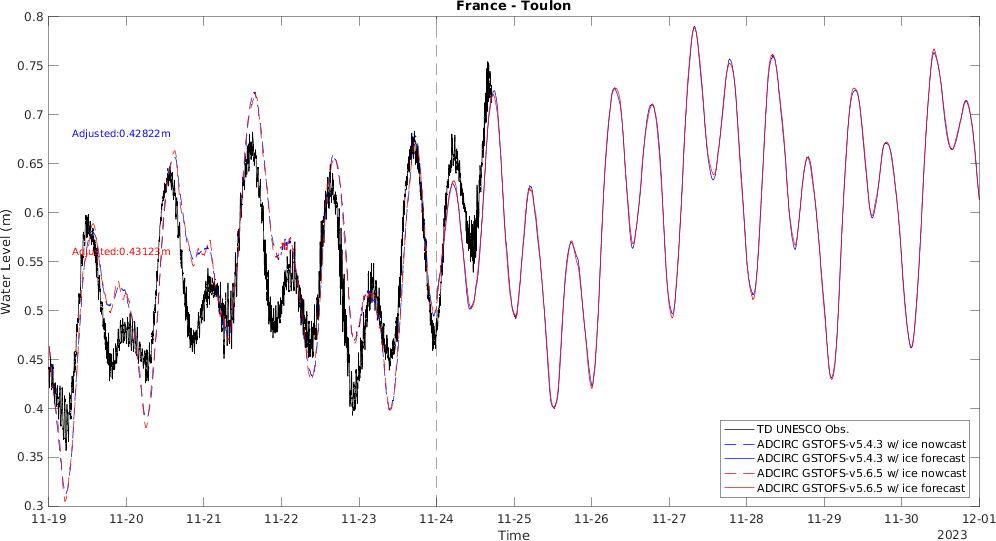 France - Toulon
0.8
0.75
0.7
0.65
0.6
0.55
0.5
0.45
0.4
0.35
0.3
Water Level (m)
Adjusted:0.42822m
Adjusted:0.43123m
TD UNESCO Obs.
ADCIRC GSTOFS-v5.4.3 w/ ice nowcast
ADCIRC GSTOFS-v5.4.3 w/ ice forecast
ADCIRC GSTOFS-v5.6.5 w/ ice nowcast
ADCIRC GSTOFS-v5.6.5 w/ ice forecast
11-19 11-20 11-21 11-22 11-23 11-24 11-25 11-26 11-27 11-28 11-29 11-30 12-01
Time
2023